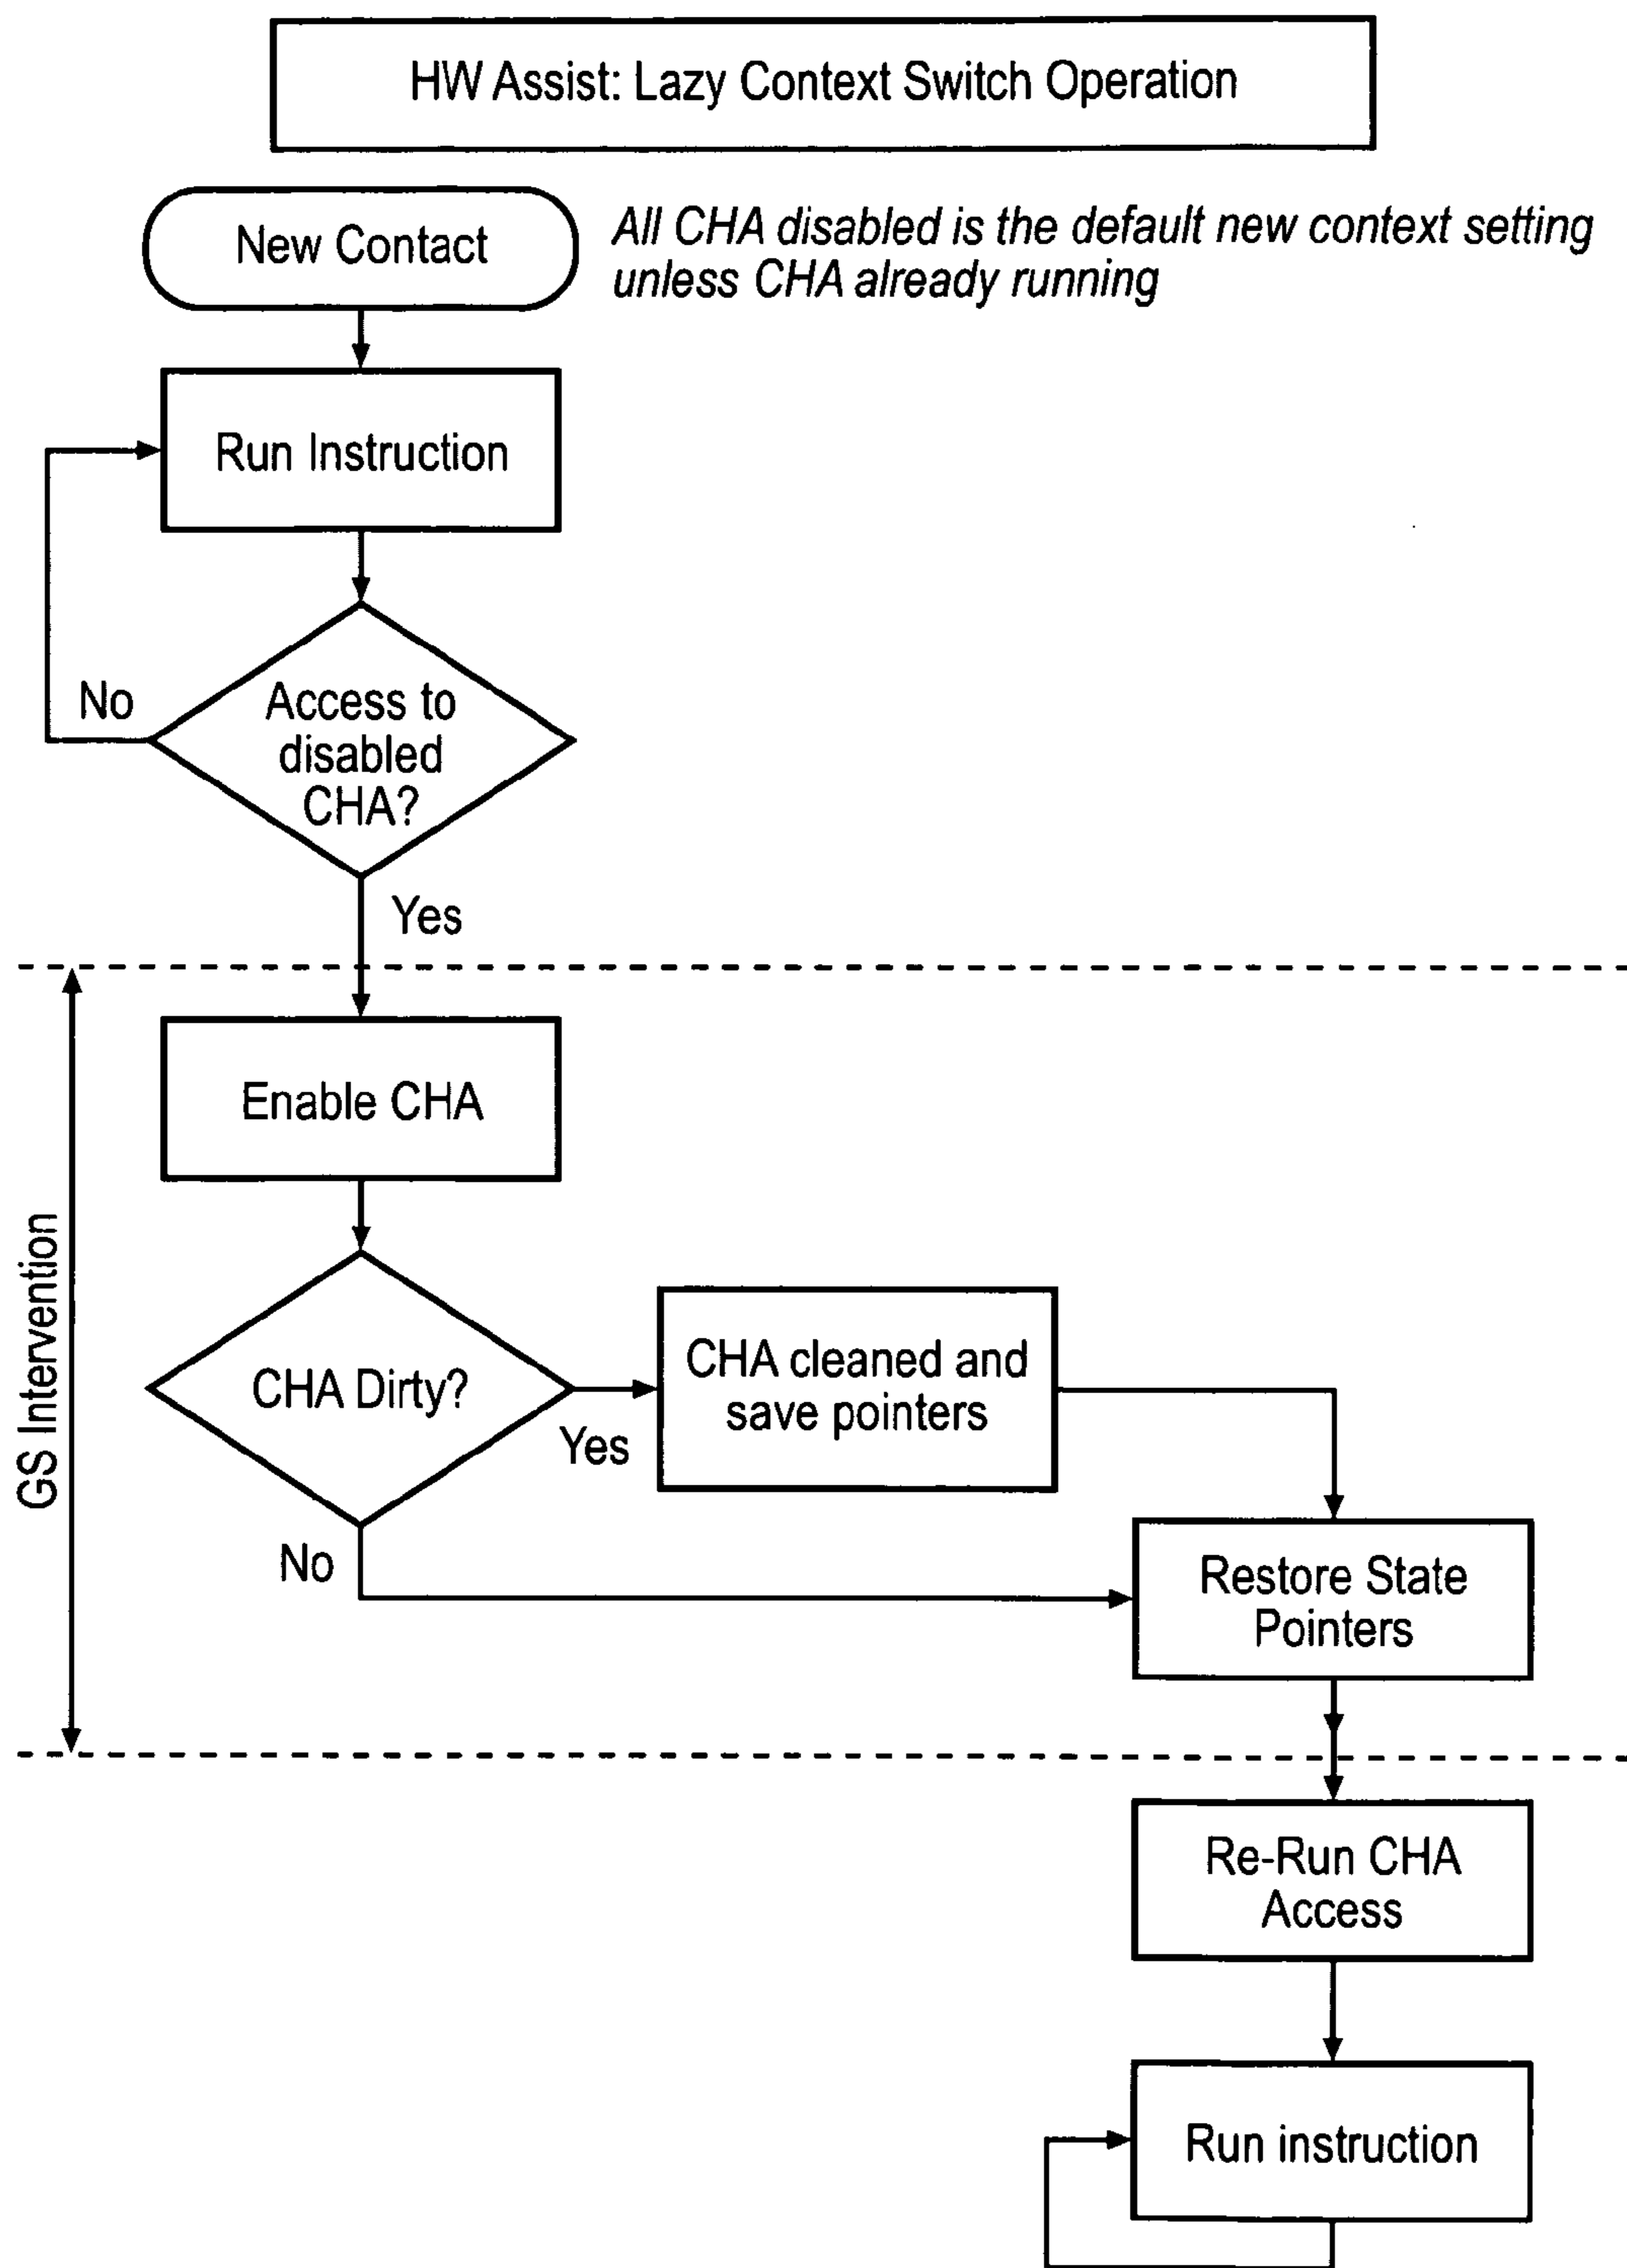 HW Assist: Lazy Context Switch Operation
New Contact
All CHA disabled is the default new context setting
unless CHA already running
Run Instruction
Access to
disabled
CHA?
No
Yes
GS Intervention
Enable CHA
CHA Dirty?
Yes
No
CHA cleaned and
save pointers
Restore State
Pointers
Re-Run CHA
Access
Run instruction